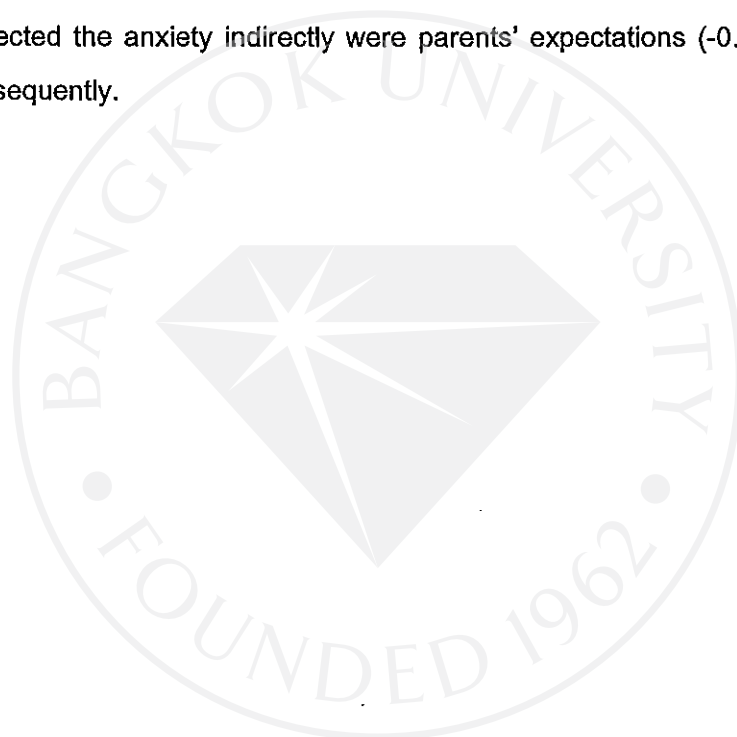 ected the anxiety indirectly were parents' expectations (-0.
sequently.
BANGKOK UNIVERSITY
FOUNDED 1962